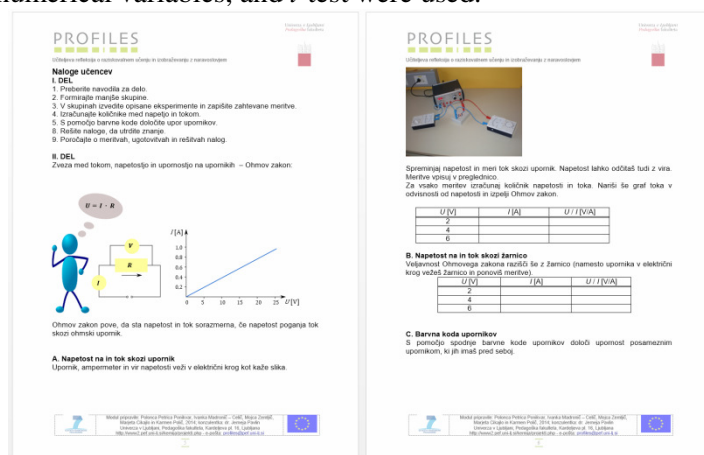 numerical variables, and t-test were used.
PROFILES
Univerza v Ljubljani
Pedagoška fakulteta
Učiteljeva refleksija o raziskovalnem učenju in izobraževanju z naravoslovjem
Naloge učencev
I. DEL
1. Preberite navodila za delo.
2. Formirajte manjše skupine.
3. V skupinah izvedite opisane eksperimente in zapišite zahtevane meritve.
4. Izračunajte količnike med napetjo in tokom.
5. S pomočjo barvne kode določite upor upornikov.
8. Rešite naloge, da utrdite znanje.
9. Poročajte o meritvah, ugotovitvah in rešitvah nalog.
II. DEL
Zveza med tokom, napetostjo in upornostjo na upornikih – Ohmov zakon:
U = I · R
V
R
I
I [A]
1.0
0.8
0.6
0.4
0.2
0 5 10 15 20 25 U [V]
Ohmov zakon pove, da sta napetost in tok sorazmerna, če napetost poganja tok
skozi ohmski upornik.
A. Napetost na in tok skozi upornik
Upornik, ampermeter in vir napetosti veži v električni krog kot kaže slika.
PROFILES
Univerza v Ljubljani
Pedagoška fakulteta
Učiteljeva refleksija o raziskovalnem učenju in izobraževanju z naravoslovjem
Spreminjaj napetost in meri tok skozi upornik. Napetost lahko odčitaš tudi z vira.
Meritve vpisuj v preglednico.
Za vsako meritev izračunaj količnik napetosti in toka. Nariši še graf toka v
odvisnosti od napetosti in izpelji Ohmov zakon.
U [V] I [A] U / I [V/A]
2
4
6
B. Napetost na in tok skozi žarnico
Veljavnost Ohmovega zakona razišči še z žarnico (namesto upornika v električni
krog vežeš žarnico in ponoviš meritve).
U [V] I [A] U / I [V/A]
2
4
6
C. Barvna koda upornikov
S pomočjo spodnje barvne kode upornikov določi upornost posameznim
upornikom, ki jih imaš pred seboj.